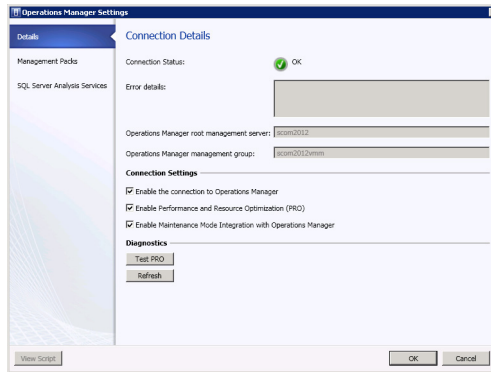 Operations Manager Settings
Details
Management Packs
SQL Server Analysis Services
Connection Details
Connection Status: OK
Error details:
Operations Manager root management server: scom2012
Operations Manager management group: scom2012vmm
Connection Settings
Enable the connection to Operations Manager
Enable Performance and Resource Optimization (PRO)
Enable Maintenance Mode Integration with Operations Manager
Diagnostics
Test PRO
Refresh
View Script
OK Cancel